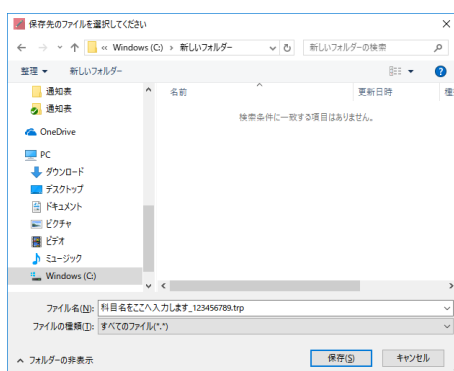 保存先のファイルを選択してください
« Windows (C:) › 新しいフォルダー
新しいフォルダーの検索
整理 ▼ 新しいフォルダー
名前 更新日時 種
検索条件に一致する項目はありません。
通知表
通知表
OneDrive
PC
ダウンロード
デスクトップ
ドキュメント
ピクチャ
ビデオ
ミュージック
Windows (C:)
ファイル名(N): 科目名をここへ入力します_123456789.trp
ファイルの種類(T): すべてのファイル(*.*)
フォルダーの非表示
保存(S) キャンセル